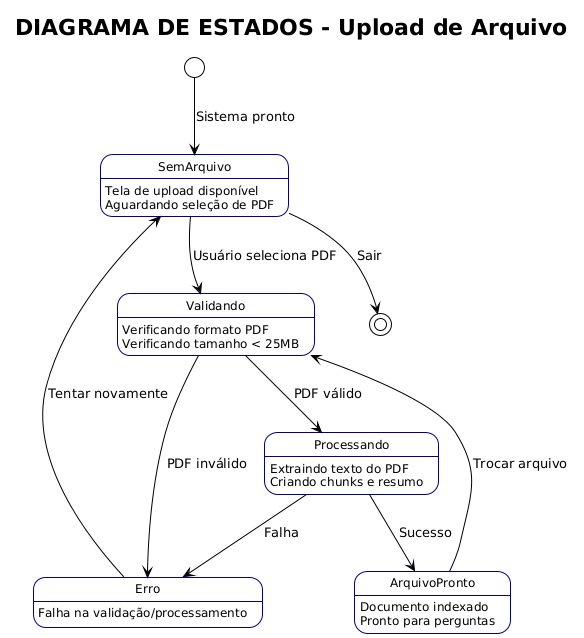 DIAGRAMA DE ESTADOS - Upload de Arquivo
Sistema pronto
SemArquivo
Tela de upload disponível
Aguardando seleção de PDF
Usuário seleciona PDF
Sair
Validando
Verificando formato PDF
Verificando tamanho < 25MB
Tentar novamente
PDF válido
Processando
Extraindo texto do PDF
Criando chunks e resumo
PDF inválido
Trocar arquivo
Falha
Sucesso
Erro
Falha na validação/processamento
ArquivoPronto
Documento indexado
Pronto para perguntas